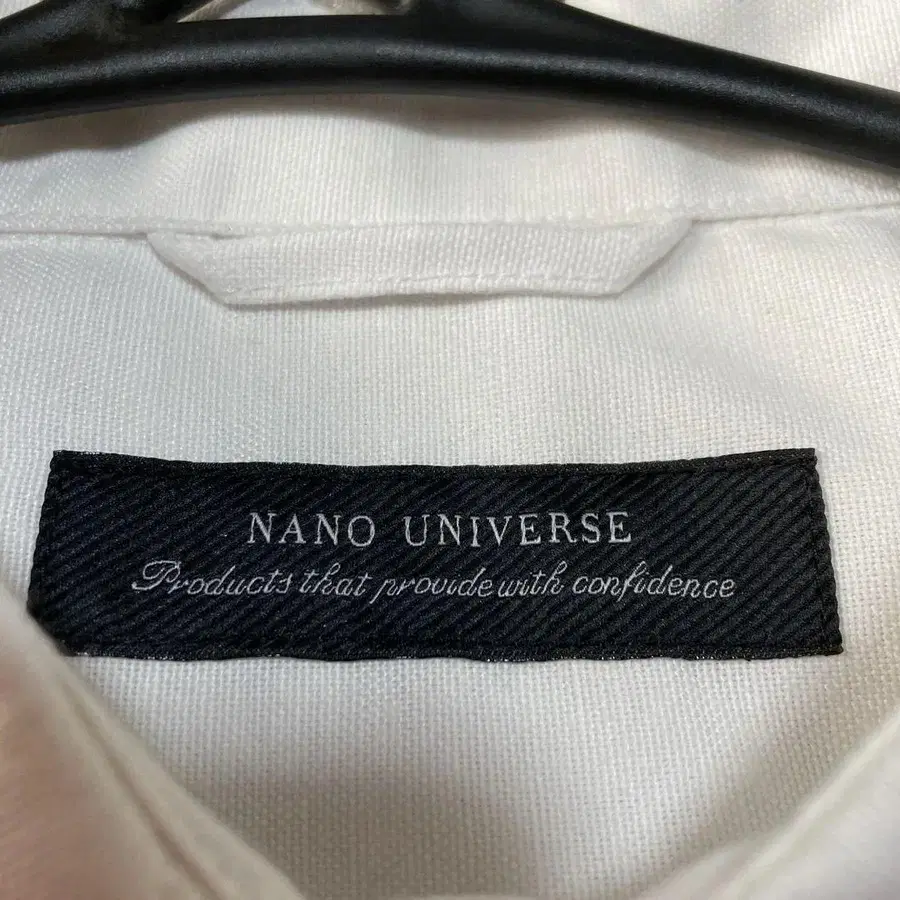 NANO UNIVERSE
Products that provide with confidence